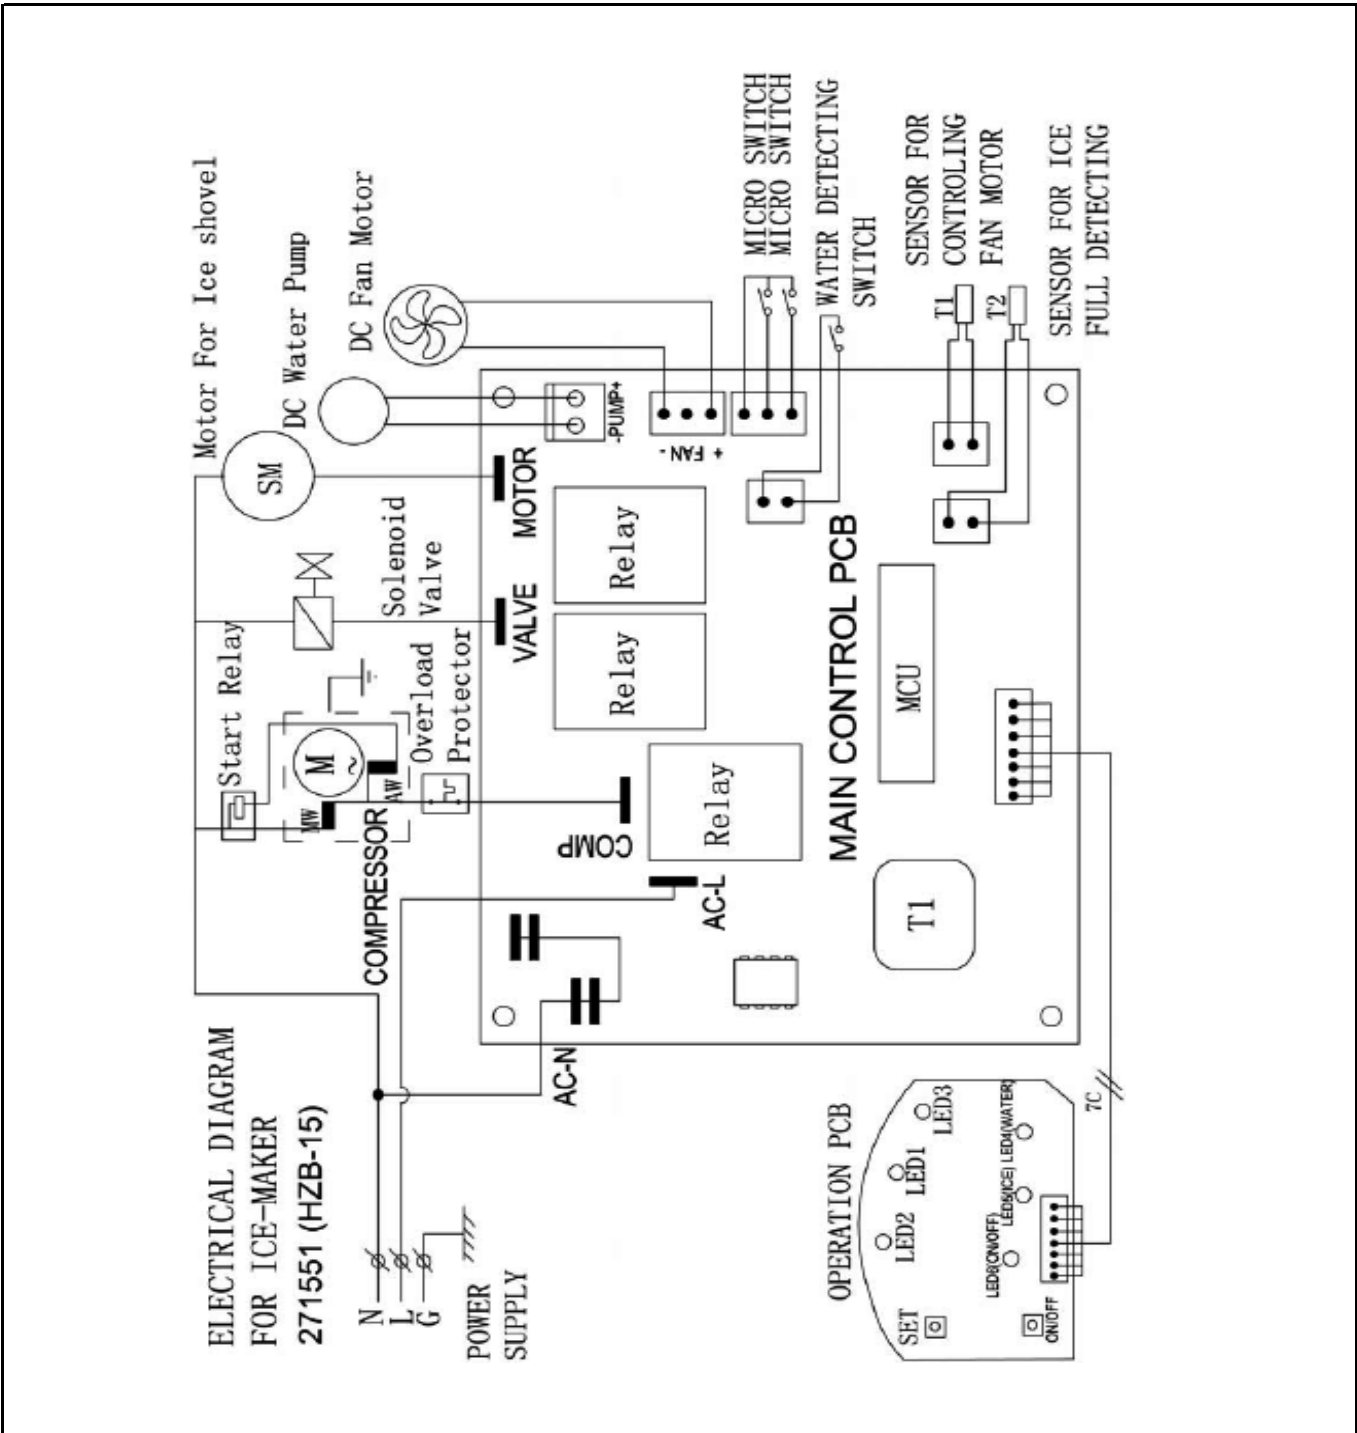 ELECTRICAL DIAGRAM
FOR ICE-MAKER
271551 (HZB-15)
N
L
G
POWER
SUPPLY
Motor For Ice shovel
SM
DC Water Pump
DC Fan Motor
Start Relay
Solenoid
Valve
Overload
Protector
M
~
MW
AW
COMPRESSOR
MICRO SWITCH
MICRO SWITCH
WATER DETECTING
SWITCH
SENSOR FOR
CONTROLING
FAN MOTOR
T1
T2
SENSOR FOR ICE
FULL DETECTING
-PUMP+
+ FAN -
MOTOR
VALVE
COMP
AC-L
AC-N
Relay
Relay
Relay
MAIN CONTROL PCB
MCU
T1
7C
OPERATION PCB
LED3
LED1
LED2
LED4(WATER)
LED5(ICE)
LED6(ON/OFF)
SET
ON/OFF